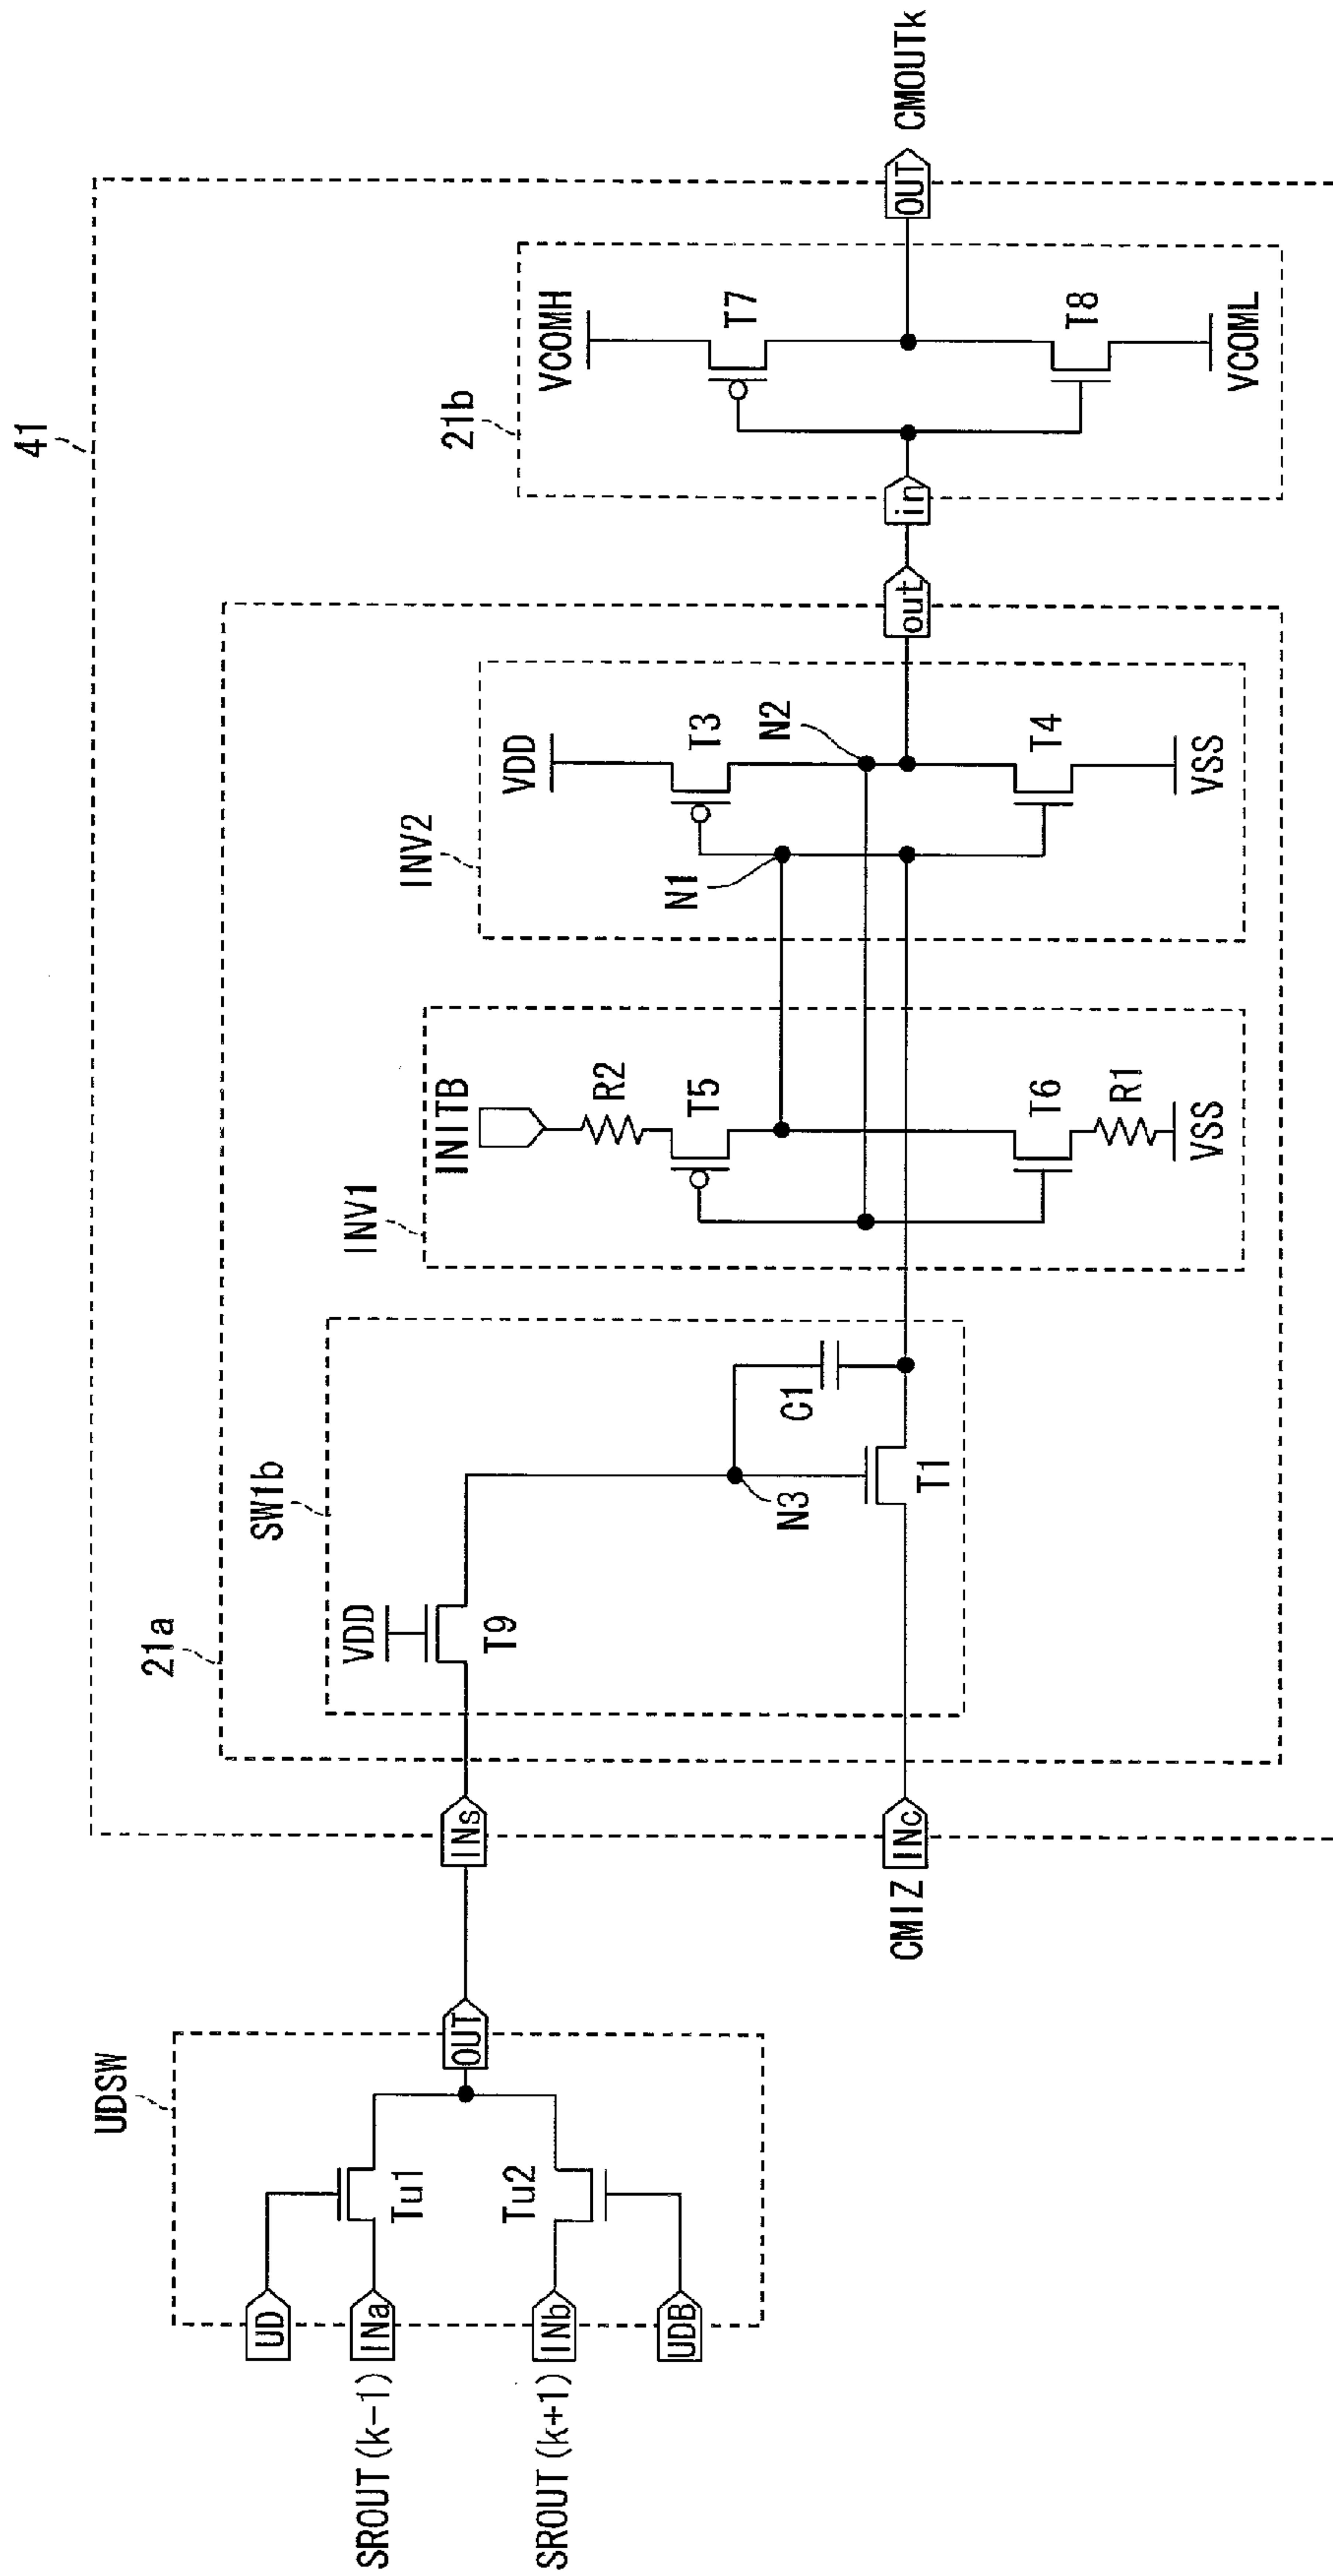 41
21a
21b
UDSW
UD
SROUT (k-1)
INa
Tu1
SROUT (k+1)
INb
Tu2
UDB
OUT
INs
CMIZ
INc
SW1b
VDD
T9
N3
C1
T1
INV1
INITB
R2
T5
T6
R1
VSS
INV2
VDD
T3
N1
N2
T4
VSS
out
in
VCOMH
T7
T8
VCOML
OUT
CMOUTk